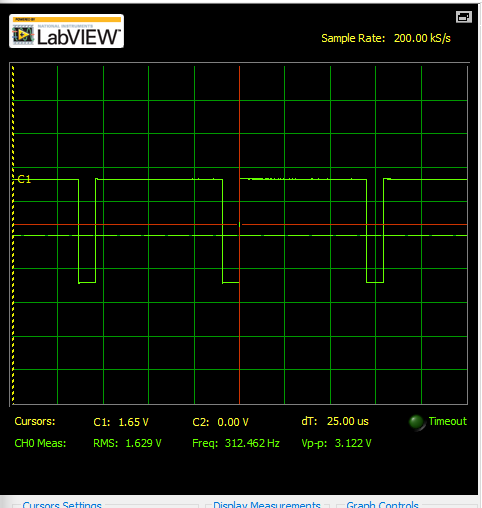 POWERED BY
NATIONAL INSTRUMENTS
LabVIEW™
Sample Rate: 200.00 kS/s
C1
Cursors: C1: 1.65 V C2: 0.00 V dT: 25.00 us Timeout
CH0 Meas: RMS: 1.629 V Freq: 312.462 Hz Vp-p: 3.122 V
Cursors Settings Display Measurements Graph Controls